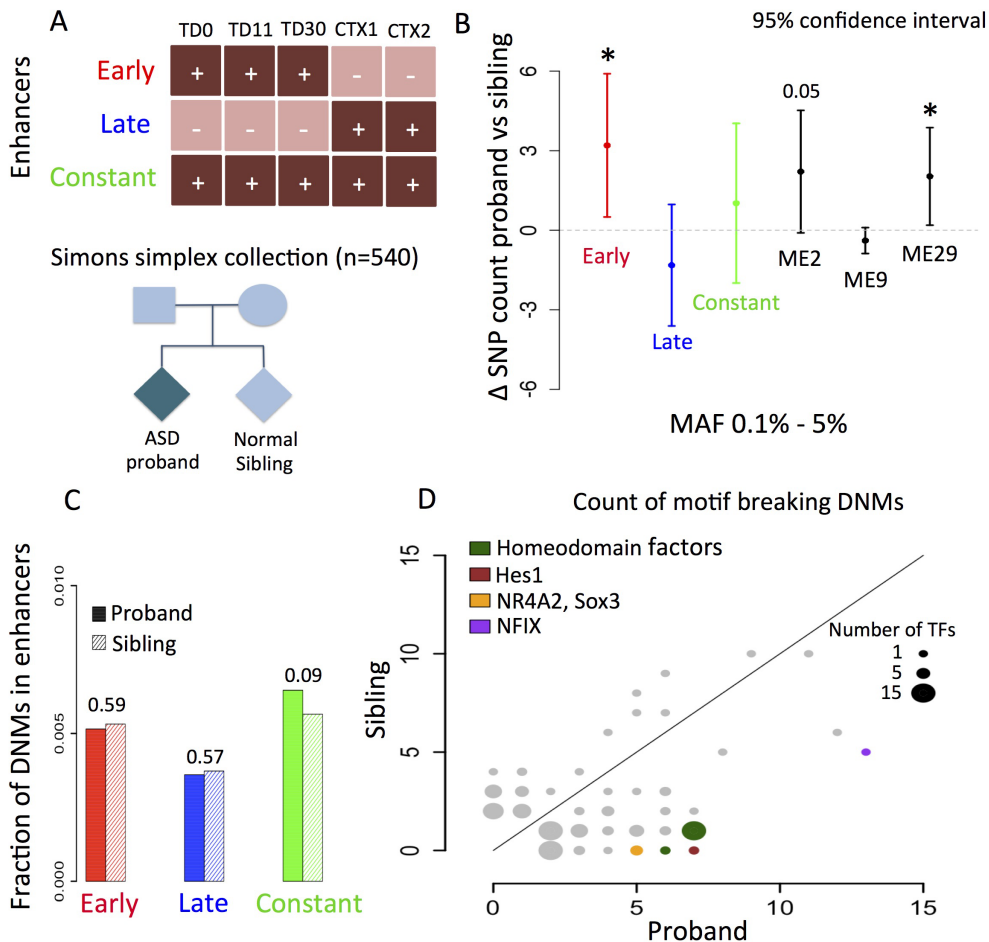 A
TD0 TD11 TD30 CTX1 CTX2
Enhancers
Early + + + - -
Late - - - + +
Constant + + + + +
Simons simplex collection (n=540)
ASD
proband
Normal
Sibling
B
95% confidence interval
Δ SNP count proband vs sibling
6
3
0
-3
-6
*
Early
Late
Constant
0.05
ME2
ME9
*
ME29
MAF 0.1% - 5%
C
Fraction of DNMs in enhancers
0.010
0.005
0.000
Proband
Sibling
0.59
0.57
0.09
Early Late Constant
D
Count of motif breaking DNMs
Homeodomain factors
Hes1
NR4A2, Sox3
NFIX
Number of TFs
1
5
15
Sibling
15
10
5
0
0 5 10 15
Proband